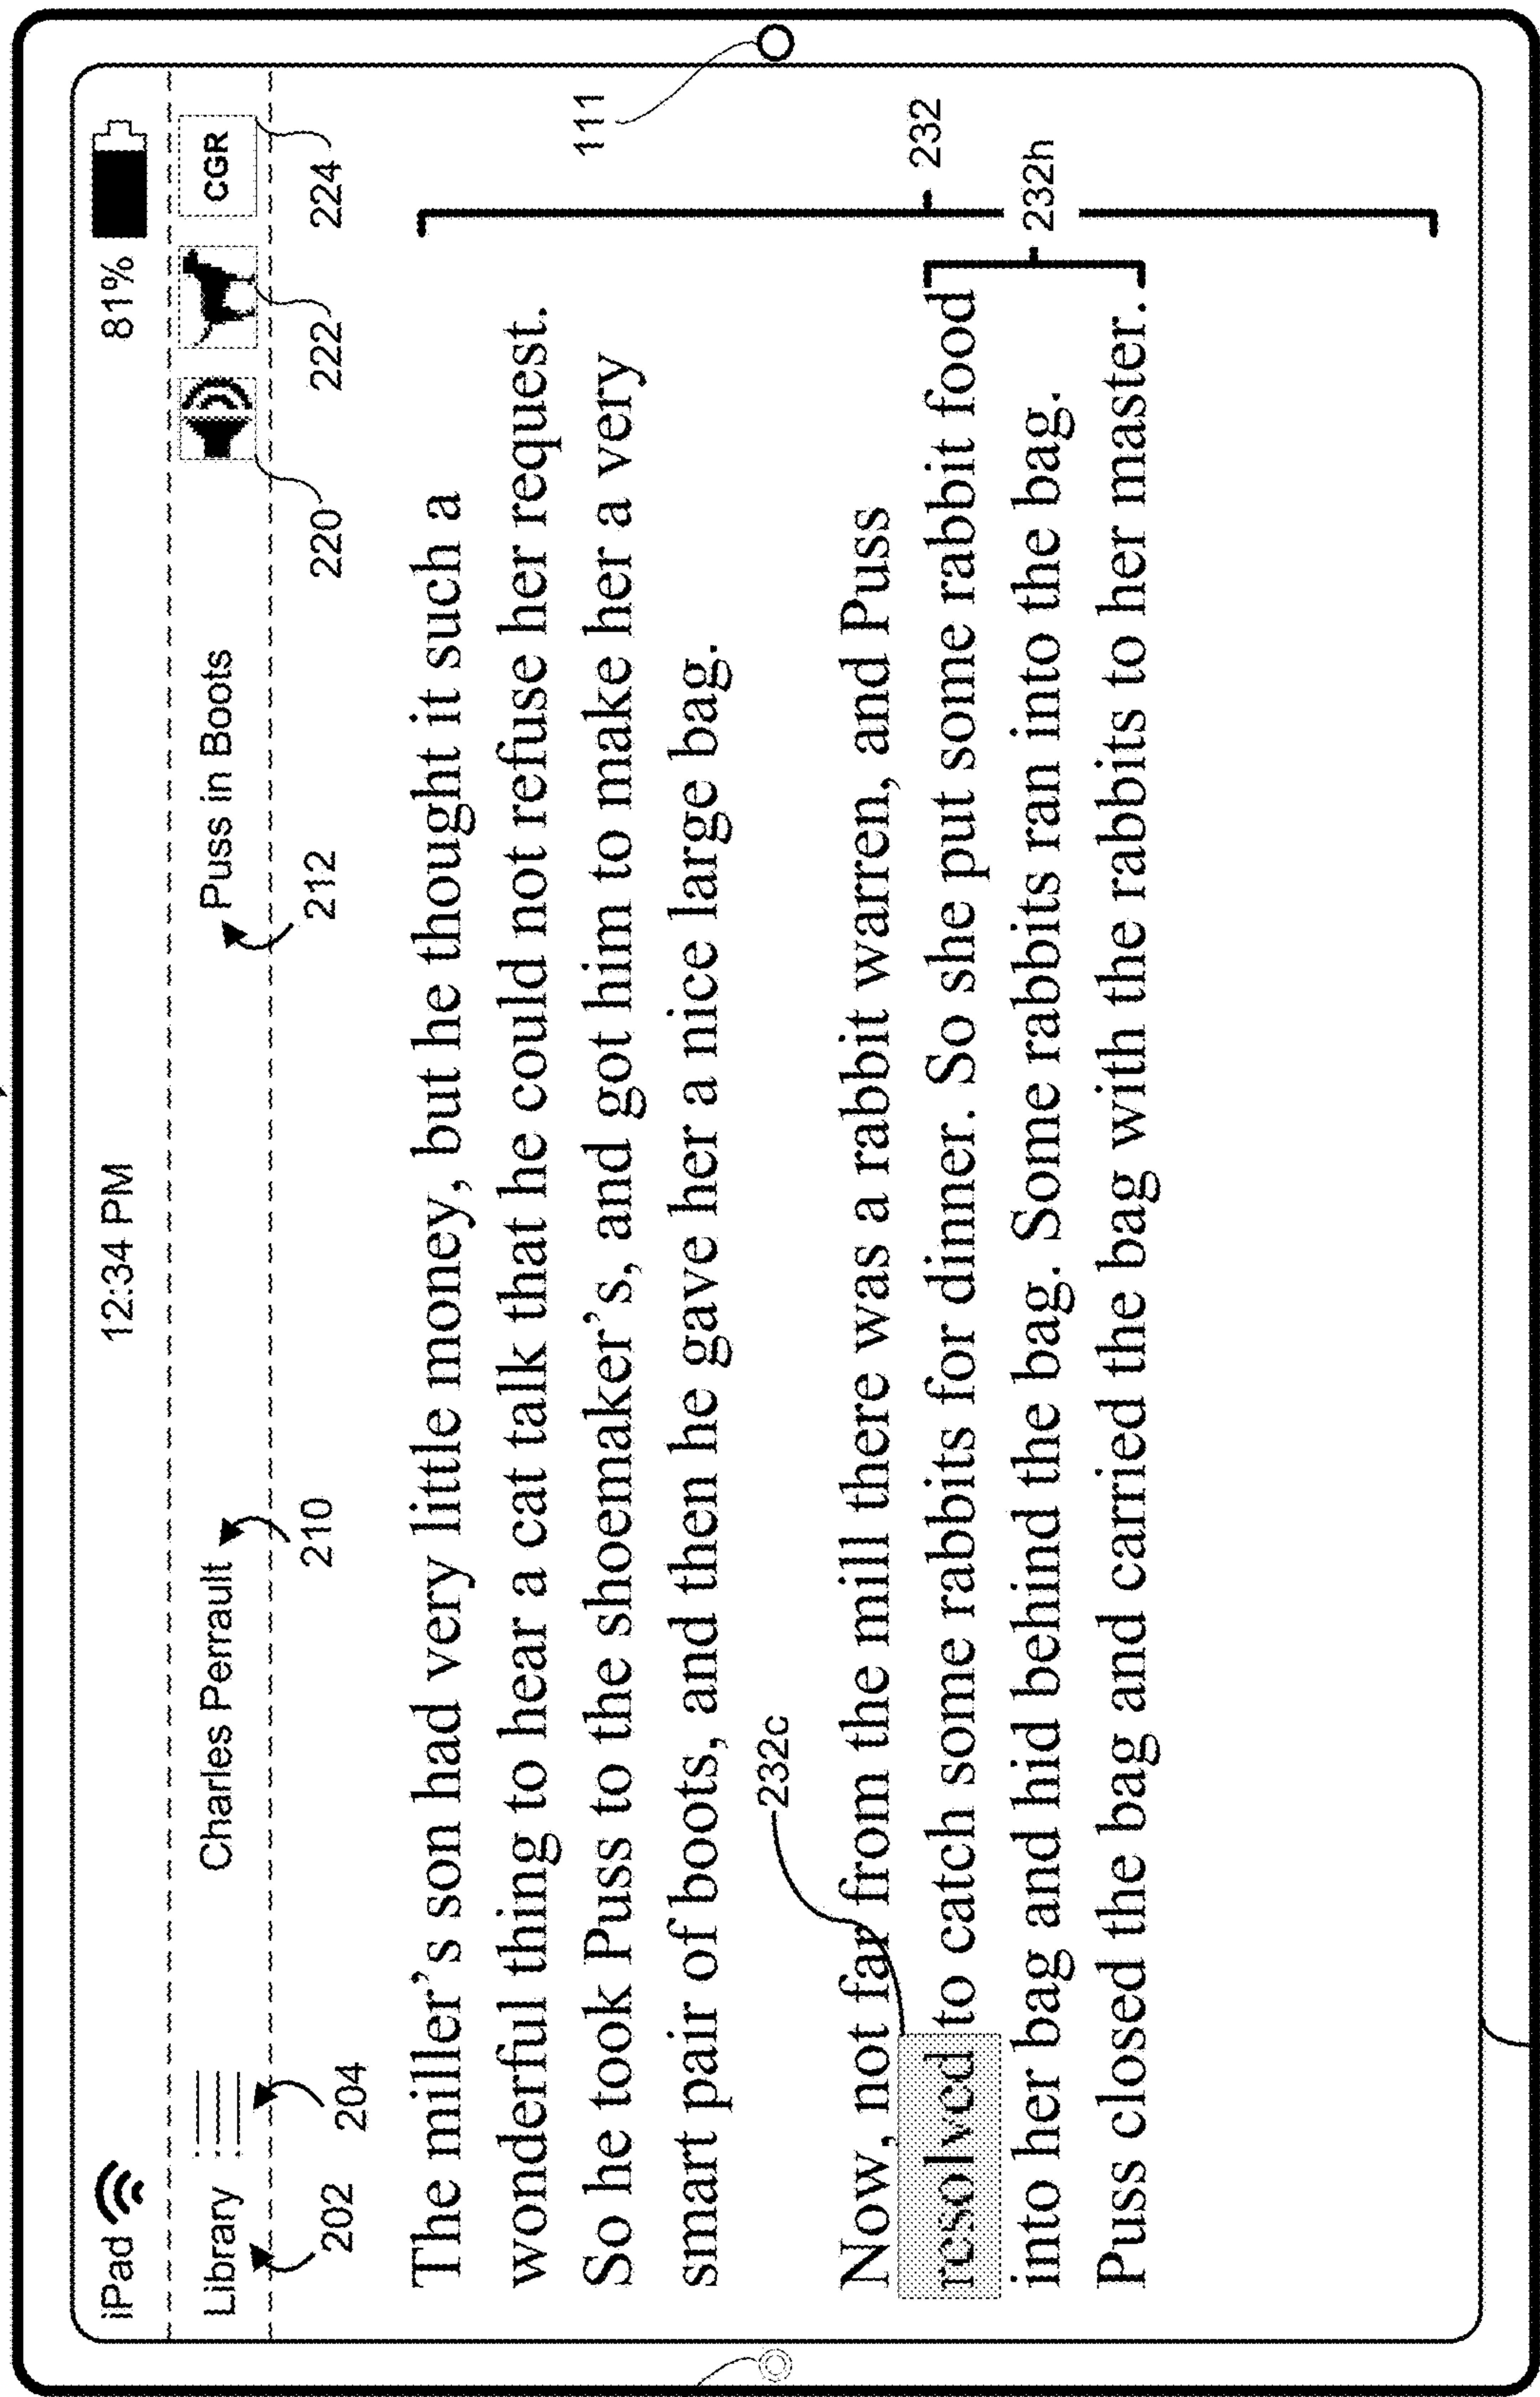 iPad 12:34 PM 81%
Library Charles Perrault Puss in Boots CGR
202 204 210 212 220 222 224
The miller's son had very little money, but he thought it such a
wonderful thing to hear a cat talk that he could not refuse her request.
So he took Puss to the shoemaker's, and got him to make her a very
smart pair of boots, and then he gave her a nice large bag.
111
232c
Now, not far from the mill there was a rabbit warren, and Puss
resolved to catch some rabbits for dinner. So she put some rabbit food
into her bag and hid behind the bag. Some rabbits ran into the bag.
Puss closed the bag and carried the bag with the rabbits to her master.
232
232h